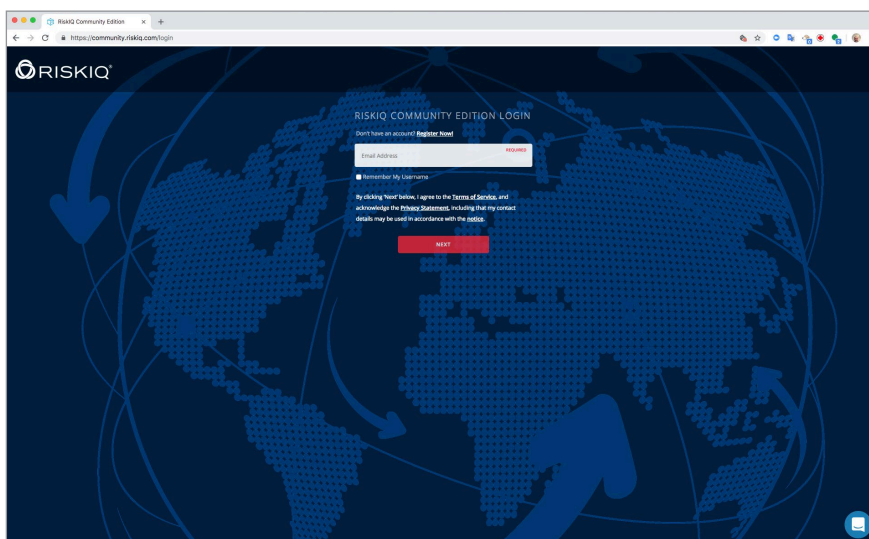 RiskIQ Community Edition
https://community.riskiq.com/login
RISKIQ®
RISKIQ COMMUNITY EDITION LOGIN
Don't have an account? Register Now!
REQUIRED
Email Address
Remember My Username
By clicking 'Next' below, I agree to the Terms of Service, and
acknowledge the Privacy Statement, including that my contact
details may be used in accordance with the notice.
NEXT